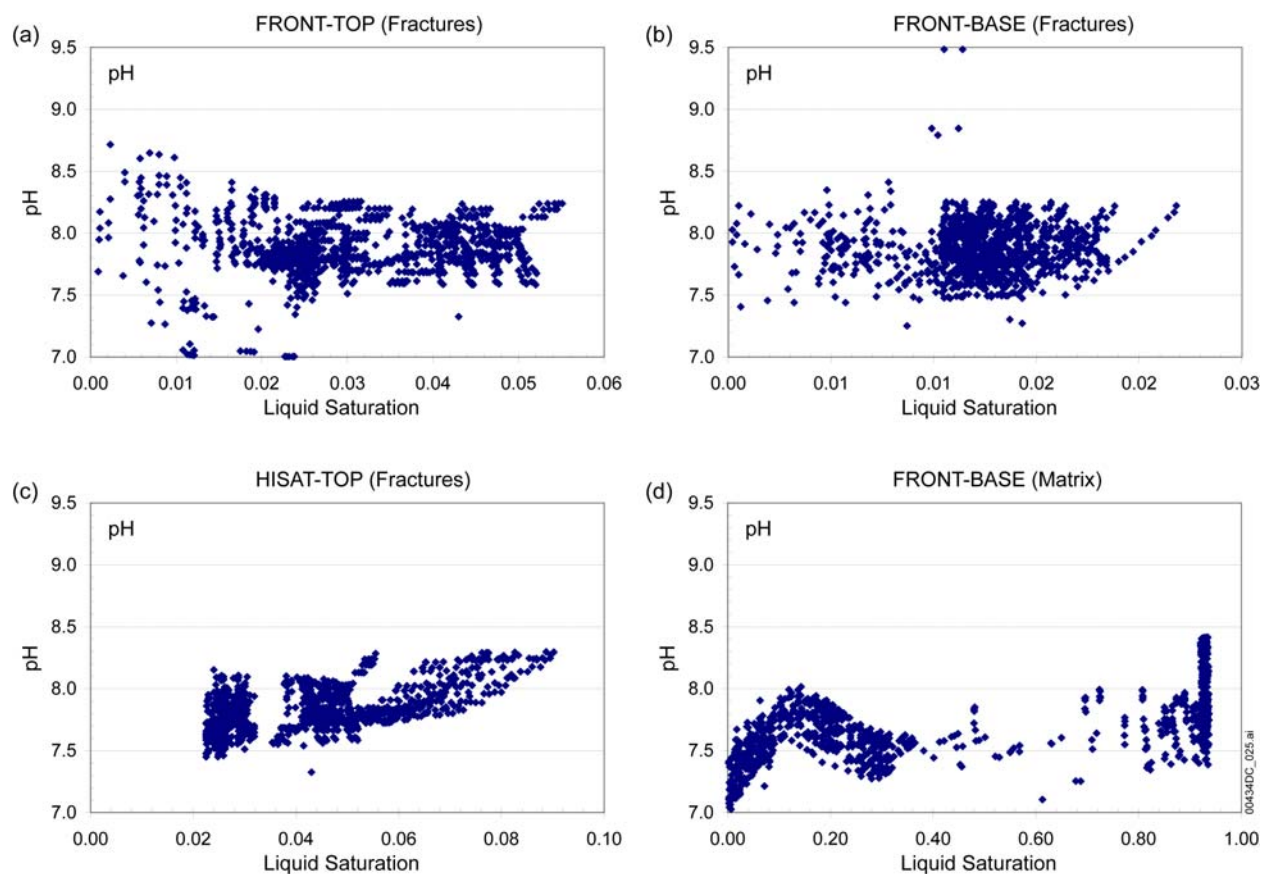 (a)
FRONT-TOP (Fractures)
pH
pH
9.5
9.0
8.5
8.0
7.5
7.0
0.00 0.01 0.02 0.03 0.04 0.05 0.06
Liquid Saturation
(b)
FRONT-BASE (Fractures)
pH
pH
9.5
9.0
8.5
8.0
7.5
7.0
0.00 0.01 0.01 0.02 0.02 0.03
Liquid Saturation
(c)
HISAT-TOP (Fractures)
pH
pH
9.5
9.0
8.5
8.0
7.5
7.0
0.00 0.02 0.04 0.06 0.08 0.10
Liquid Saturation
(d)
FRONT-BASE (Matrix)
pH
pH
9.5
9.0
8.5
8.0
7.5
7.0
0.00 0.20 0.40 0.60 0.80 1.00
Liquid Saturation
00434DC_025.ai